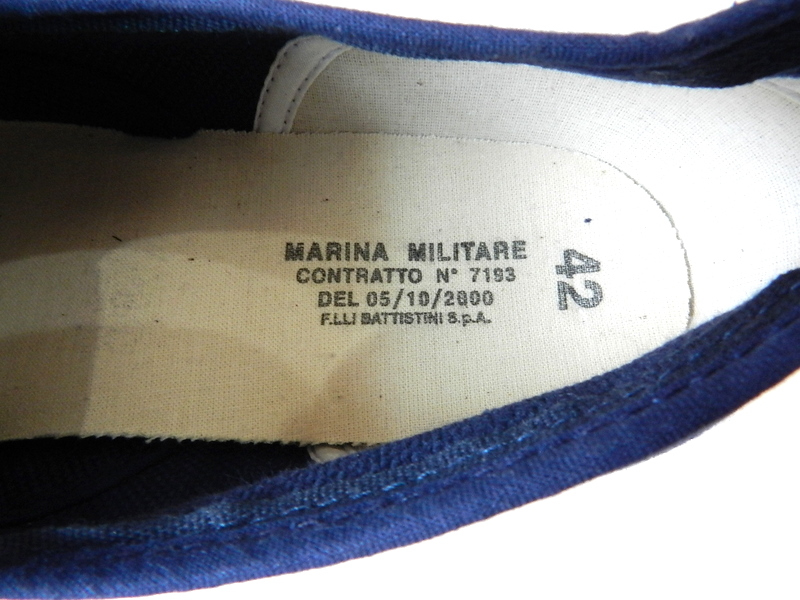 MARINA MILITARE
CONTRATTO N° 7193
DEL 05/10/2000
F.LLI BATTISTINI S.p.A.
42